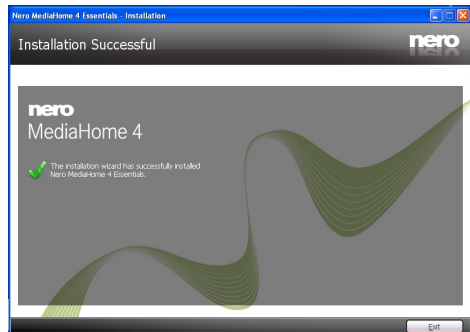 Nero MediaHome 4 Essentials - Installation
Installation Successful
nero
nero
MediaHome 4
The installation wizard has successfully installed
Nero MediaHome 4 Essentials.
Exit